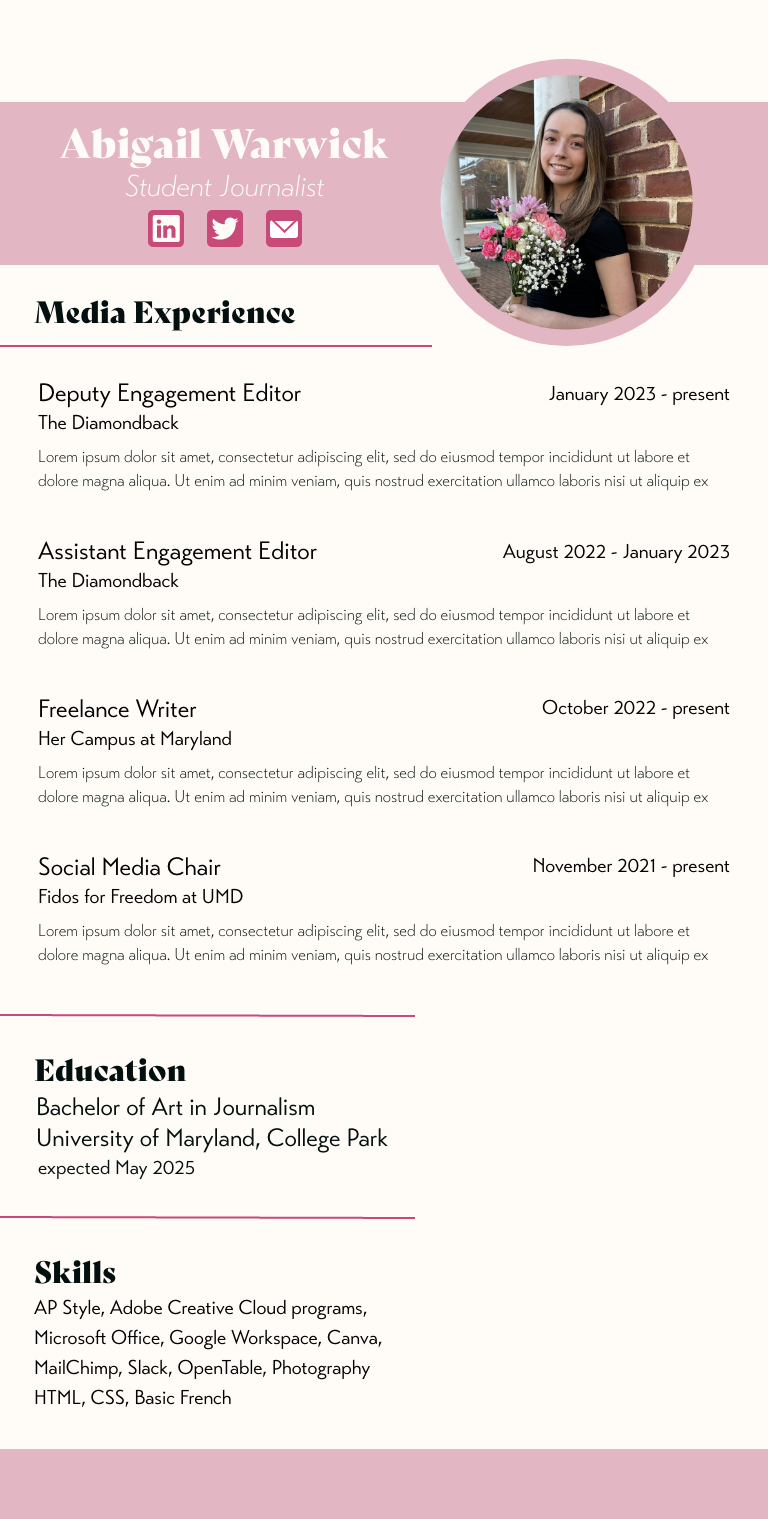 Abigail Warwick
Student Journalist
in
Media Experience
Deputy Engagement Editor
January 2023 - present
The Diamondback
Lorem ipsum dolor sit amet, consectetur adipiscing elit, sed do eiusmod tempor incididunt ut labore et
dolore magna aliqua. Ut enim ad minim veniam, quis nostrud exercitation ullamco laboris nisi ut aliquip ex
Assistant Engagement Editor
August 2022 - January 2023
The Diamondback
Lorem ipsum dolor sit amet, consectetur adipiscing elit, sed do eiusmod tempor incididunt ut labore et
dolore magna aliqua. Ut enim ad minim veniam, quis nostrud exercitation ullamco laboris nisi ut aliquip ex
Freelance Writer
October 2022 - present
Her Campus at Maryland
Lorem ipsum dolor sit amet, consectetur adipiscing elit, sed do eiusmod tempor incididunt ut labore et
dolore magna aliqua. Ut enim ad minim veniam, quis nostrud exercitation ullamco laboris nisi ut aliquip ex
Social Media Chair
November 2021 - present
Fidos for Freedom at UMD
Lorem ipsum dolor sit amet, consectetur adipiscing elit, sed do eiusmod tempor incididunt ut labore et
dolore magna aliqua. Ut enim ad minim veniam, quis nostrud exercitation ullamco laboris nisi ut aliquip ex
Education
Bachelor of Art in Journalism
University of Maryland, College Park
expected May 2025
Skills
AP Style, Adobe Creative Cloud programs,
Microsoft Office, Google Workspace, Canva,
MailChimp, Slack, OpenTable, Photography
HTML, CSS, Basic French